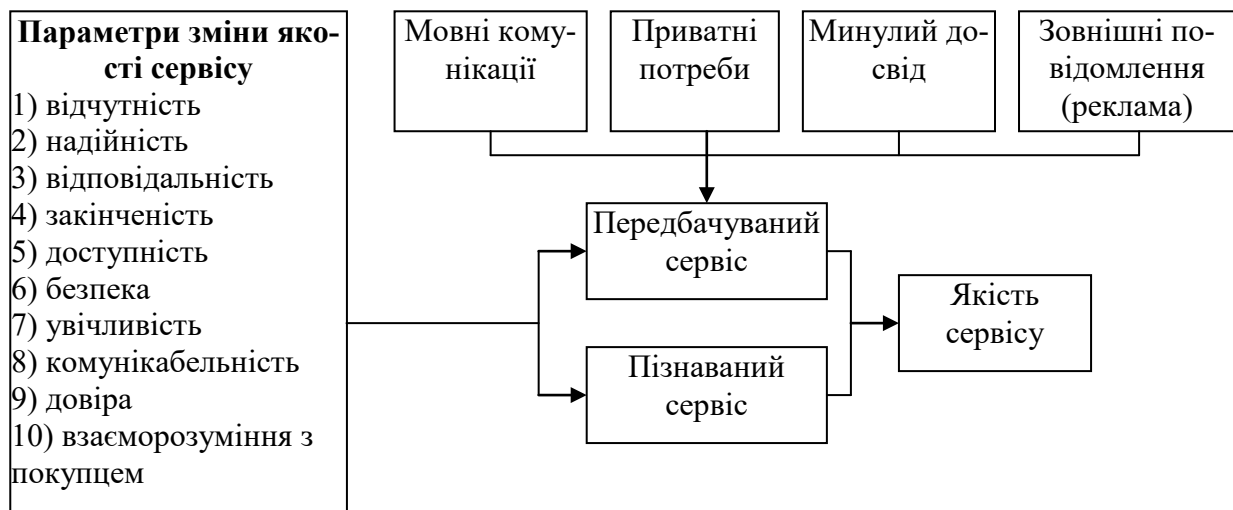 Параметри зміни яко-
сті сервісу
1) відчутність
2) надійність
3) відповідальність
4) закінченість
5) доступність
6) безпека
7) увічливість
8) комунікабельність
9) довіра
10) взаєморозуміння з
покупцем
Мовні кому-
нікації
Приватні
потреби
Минулий до-
свід
Зовнішні по-
відомлення
(реклама)
Передбачуваний
сервіс
Пізнаваний
сервіс
Якість
сервісу